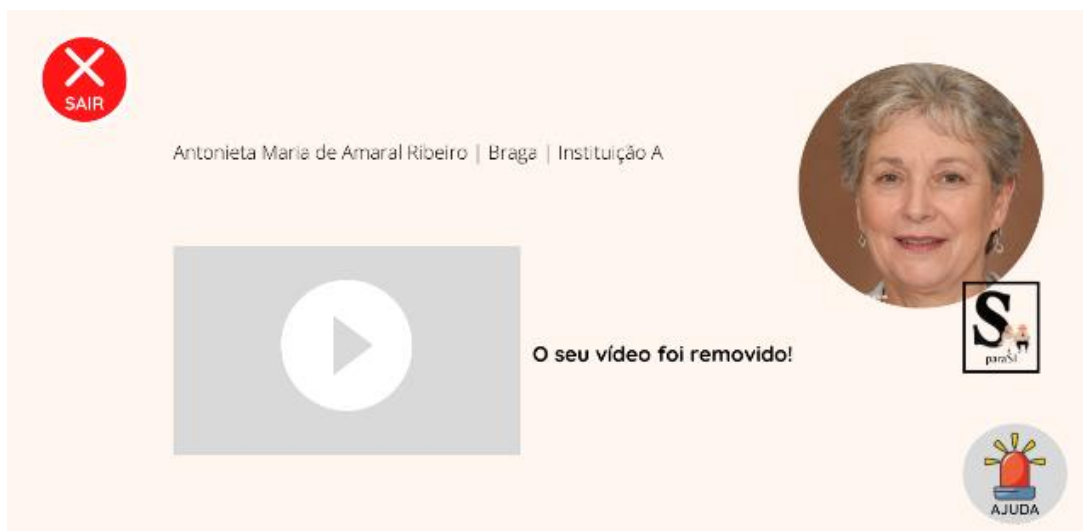 SAIR
Antonieta Maria de Amaral Ribeiro | Braga | Instituição A
O seu vídeo foi removido!
S
paraSi
AJUDA